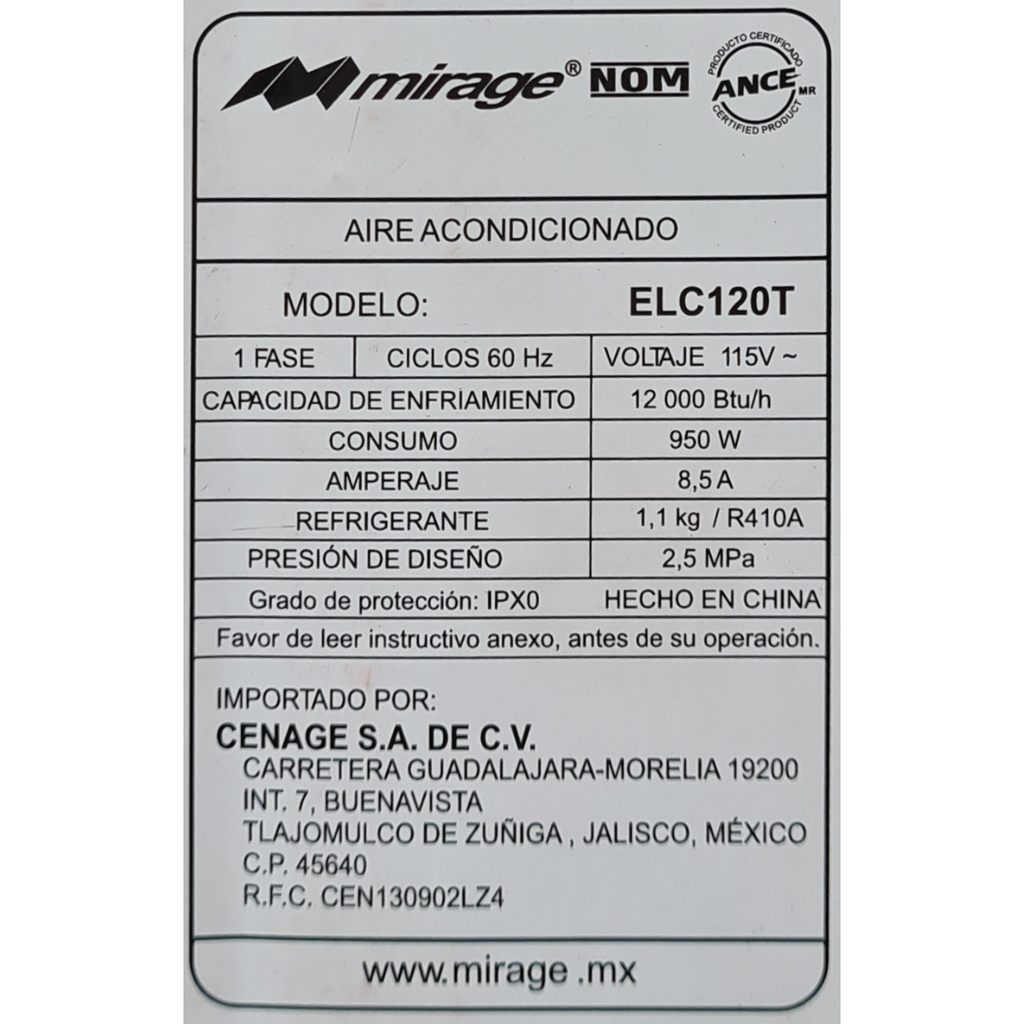 mirage® NOM
PRODUCTO CERTIFICADO
ANCE MR
CERTIFIED PRODUCT
AIRE ACONDICIONADO
MODELO: ELC120T
1 FASE CICLOS 60 Hz VOLTAJE 115V ~
CAPACIDAD DE ENFRIAMIENTO 12 000 Btu/h
CONSUMO 950 W
AMPERAJE 8,5 A
REFRIGERANTE 1,1 kg / R410A
PRESIÓN DE DISEÑO 2,5 MPa
Grado de protección: IPX0 HECHO EN CHINA
Favor de leer instructivo anexo, antes de su operación.
IMPORTADO POR:
CENAGE S.A. DE C.V.
CARRETERA GUADALAJARA-MORELIA 19200
INT. 7, BUENAVISTA
TLAJOMULCO DE ZUÑIGA , JALISCO, MÉXICO
C.P. 45640
R.F.C. CEN130902LZ4
www.mirage .mx